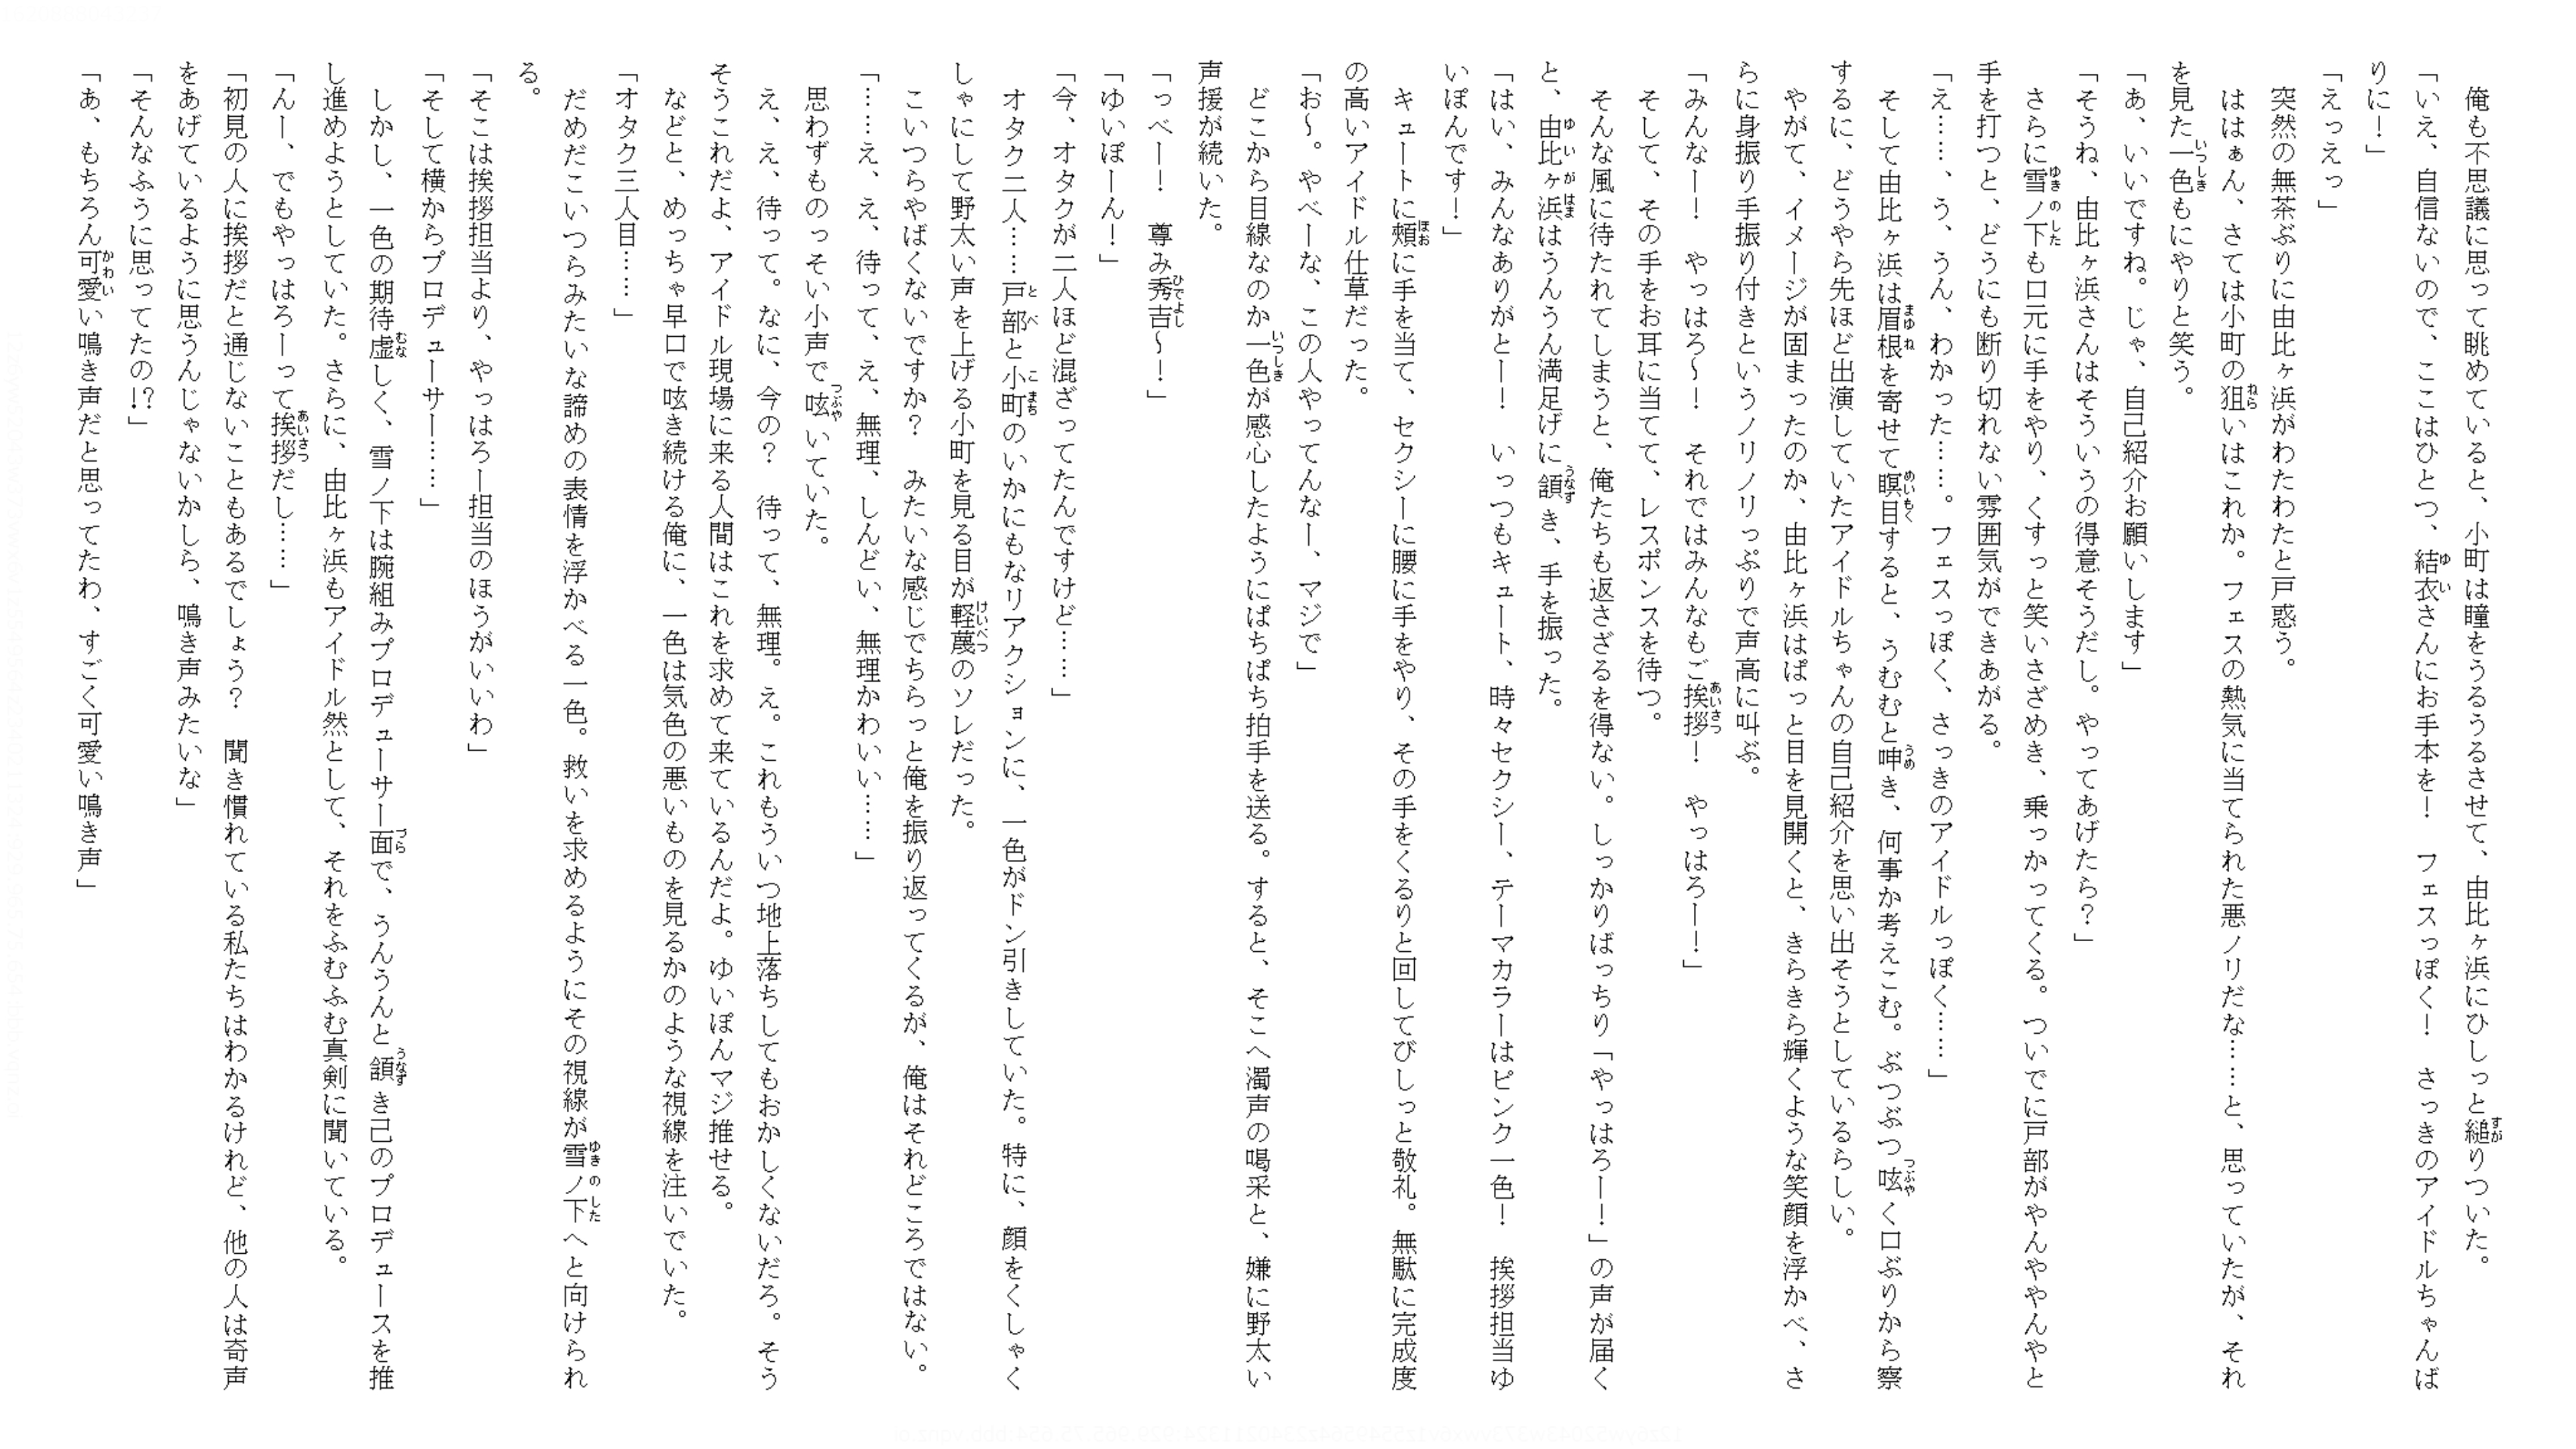 俺も不思議に思って眺めていると、小町は瞳をうるうるさせて、由比ヶ浜にひしっと縋りついた。
「いえ、自信ないので、ここはひとつ、結衣さんにお手本を！　フェスっぽく！　さっきのアイドルちゃんば
りに！」
突然の無茶ぶりに由比ヶ浜がわたわたと戸惑う。
「えっえっ」
ははぁん、さては小町の狙いはこれか。フェスの熱気に当てられた悪ノリだな……と、思っていたが、それ
を見た一色もにやりと笑う。
「あ、いいですね。じゃ、自己紹介お願いします」
「そうね、由比ヶ浜さんはそういうの得意そうだし。やってあげたら？」
さらに雪ノ下も口元に手をやり、くすっと笑いさざめき、乗っかってくる。ついでに戸部がやんややんやと
手を打つと、どうにも断り切れない雰囲気ができあがる。
「え……、う、うん、わかった……。フェスっぽく、さっきのアイドルっぽく……」
そして由比ヶ浜は眉根を寄せて瞑目すると、うむむと呻き、何事か考えこむ。ぶつぶつ呟く口ぶりから察
するに、どうやら先ほど出演していたアイドルちゃんの自己紹介を思い出そうとしているらしい。
やがて、イメージが固まったのか、由比ヶ浜はぱっと目を見開くと、きらきら輝くような笑顔を浮かべ、さ
らに身振り手振り付きというノリノリっぷりで声高に叫ぶ。
「みんなー！　やっはろ～！　それではみんなもご挨拶！　やっはろー！」
そして、その手をお耳に当てて、レスポンスを待つ。
そんな風に待たれてしまうと、俺たちも返さざるを得ない。しっかりばっちり「やっはろー！」の声が届く
と、由比ヶ浜はうんうん満足げに頷き、手を振った。
「はい、みんなありがとー！　いっつもキュート、時々セクシー、テーマカラーはピンク一色！　挨拶担当ゆ
いぽんです！」
キュートに頰に手を当て、セクシーに腰に手をやり、その手をくるりと回してびしっと敬礼。無駄に完成度
の高いアイドル仕草だった。
「お～。やべーな、この人やってんなー、マジで」
どこから目線なのか一色が感心したようにぱちぱち拍手を送る。すると、そこへ濁声の喝采と、嫌に野太い
声援が続いた。
「っべー！　尊み秀吉～！」
「ゆいぽーん！」
「今、オタクが二人ほど混ざってたんですけど……」
オタク二人……戸部と小町のいかにもなリアクションに、一色がドン引きしていた。特に、顔をくしゃく
しゃにして野太い声を上げる小町を見る目が軽蔑のソレだった。
こいつらやばくないですか？　みたいな感じでちらっと俺を振り返ってくるが、俺はそれどころではない。
「……え、え、待って、え、無理、しんどい、無理かわいい……」
思わずものっそい小声で呟いていた。
え、え、待って。なに、今の？　待って、無理。え。これもういつ地上落ちしてもおかしくないだろ。そう
そうこれだよ、アイドル現場に来る人間はこれを求めて来ているんだよ。ゆいぽんマジ推せる。
などと、めっちゃ早口で呟き続ける俺に、一色は気色の悪いものを見るかのような視線を注いでいた。
「オタク三人目……」
だめだこいつらみたいな諦めの表情を浮かべる一色。救いを求めるようにその視線が雪ノ下へと向けられ
る。
「そこは挨拶担当より、やっはろー担当のほうがいいわ」
「そして横からプロデューサー……」
しかし、一色の期待虚しく、雪ノ下は腕組みプロデューサー面で、うんうんと頷き己のプロデュースを推
し進めようとしていた。さらに、由比ヶ浜もアイドル然として、それをふむふむ真剣に聞いている。
「んー、でもやっはろーって挨拶だし……」
「初見の人に挨拶だと通じないこともあるでしょう？　聞き慣れている私たちはわかるけれど、他の人は奇声
をあげているように思うんじゃないかしら、鳴き声みたいな」
「そんなふうに思ってたの!?」
「あ、もちろん可愛い鳴き声だと思ってたわ、すごく可愛い鳴き声」